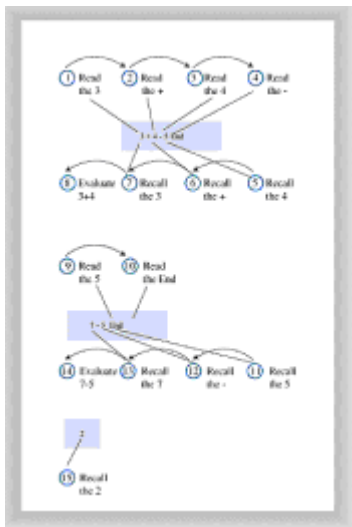 1 Read the 3
2 Read the +
3 Read the 4
4 Read the -
3 + 4 - 5 End
8 Evaluate 3+4
7 Recall the 3
6 Recall the +
5 Recall the 4
9 Read the 5
10 Read the End
End
14 Evaluate 7-5
13 Recall the 7
12 Recall the -
11 Recall the 5
2
15 Recall the 2